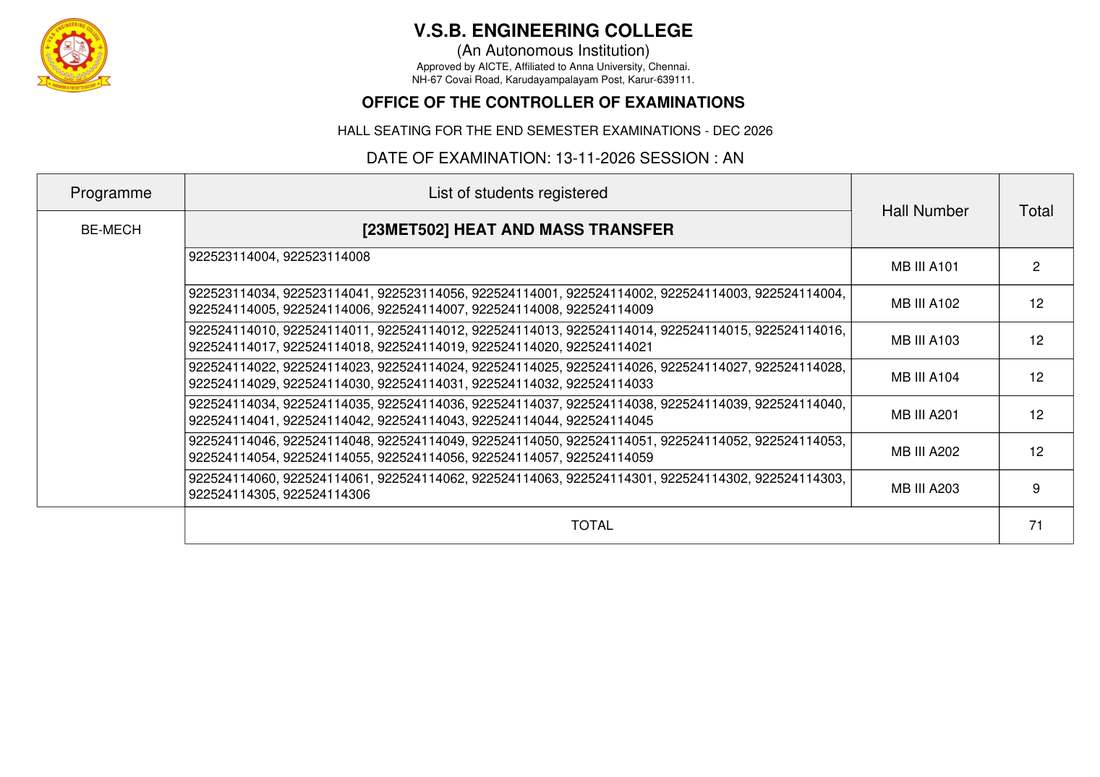 V.S.B. ENGINEERING COLLEGE
(An Autonomous Institution)
Approved by AICTE, Affiliated to Anna University, Chennai.
NH-67 Covai Road, Karudayampalayam Post, Karur-639111.
OFFICE OF THE CONTROLLER OF EXAMINATIONS
HALL SEATING FOR THE END SEMESTER EXAMINATIONS - DEC 2026
DATE OF EXAMINATION: 13-11-2026 SESSION : AN
Programme List of students registered Hall Number Total
BE-MECH [23MET502] HEAT AND MASS TRANSFER
922523114004, 922523114008
MB III A101 2
922523114034, 922523114041, 922523114056, 922524114001, 922524114002, 922524114003, 922524114004,
922524114005, 922524114006, 922524114007, 922524114008, 922524114009
MB III A102 12
922524114010, 922524114011, 922524114012, 922524114013, 922524114014, 922524114015, 922524114016,
922524114017, 922524114018, 922524114019, 922524114020, 922524114021
MB III A103 12
922524114022, 922524114023, 922524114024, 922524114025, 922524114026, 922524114027, 922524114028,
922524114029, 922524114030, 922524114031, 922524114032, 922524114033
MB III A104 12
922524114034, 922524114035, 922524114036, 922524114037, 922524114038, 922524114039, 922524114040,
922524114041, 922524114042, 922524114043, 922524114044, 922524114045
MB III A201 12
922524114046, 922524114048, 922524114049, 922524114050, 922524114051, 922524114052, 922524114053,
922524114054, 922524114055, 922524114056, 922524114057, 922524114059
MB III A202 12
922524114060, 922524114061, 922524114062, 922524114063, 922524114301, 922524114302, 922524114303,
922524114305, 922524114306
MB III A203 9
TOTAL 71